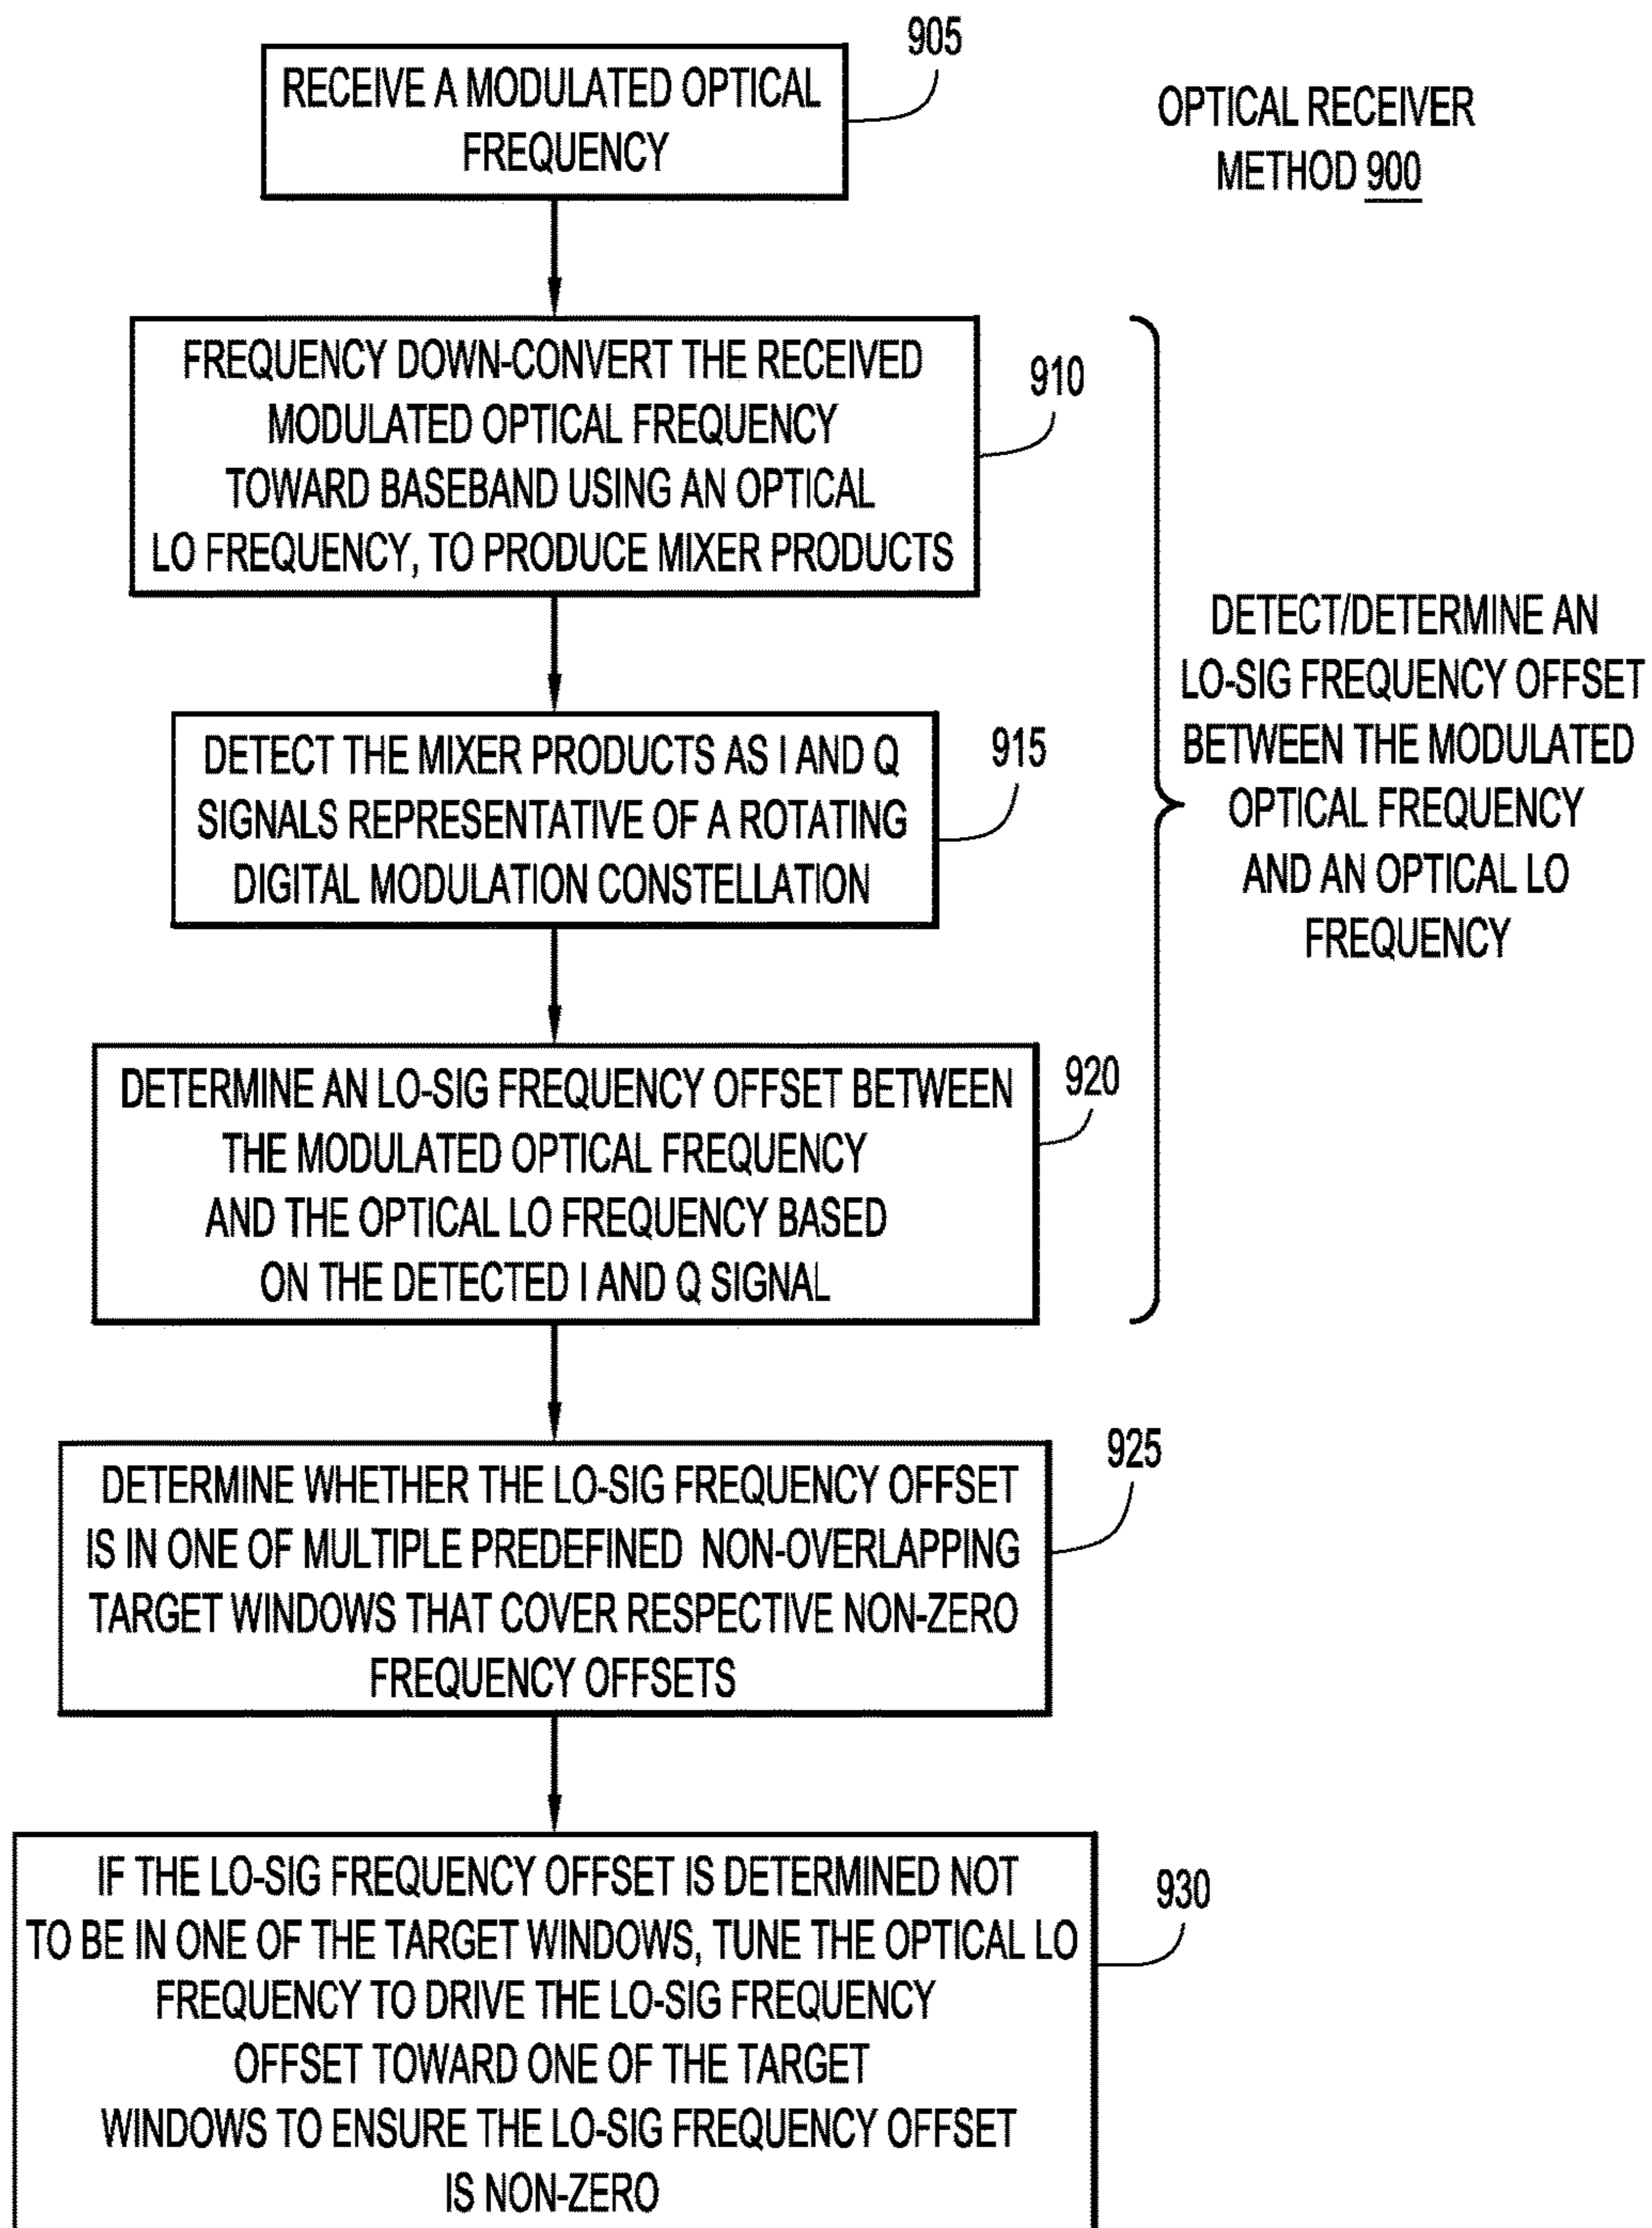 905
RECEIVE A MODULATED OPTICAL
FREQUENCY
OPTICAL RECEIVER
METHOD 900
910
FREQUENCY DOWN-CONVERT THE RECEIVED
MODULATED OPTICAL FREQUENCY
TOWARD BASEBAND USING AN OPTICAL
LO FREQUENCY, TO PRODUCE MIXER PRODUCTS
915
DETECT THE MIXER PRODUCTS AS I AND Q
SIGNALS REPRESENTATIVE OF A ROTATING
DIGITAL MODULATION CONSTELLATION
DETECT/DETERMINE AN
LO-SIG FREQUENCY OFFSET
BETWEEN THE MODULATED
OPTICAL FREQUENCY
AND AN OPTICAL LO
FREQUENCY
920
DETERMINE AN LO-SIG FREQUENCY OFFSET BETWEEN
THE MODULATED OPTICAL FREQUENCY
AND THE OPTICAL LO FREQUENCY BASED
ON THE DETECTED I AND Q SIGNAL
925
DETERMINE WHETHER THE LO-SIG FREQUENCY OFFSET
IS IN ONE OF MULTIPLE PREDEFINED NON-OVERLAPPING
TARGET WINDOWS THAT COVER RESPECTIVE NON-ZERO
FREQUENCY OFFSETS
930
IF THE LO-SIG FREQUENCY OFFSET IS DETERMINED NOT
TO BE IN ONE OF THE TARGET WINDOWS, TUNE THE OPTICAL LO
FREQUENCY TO DRIVE THE LO-SIG FREQUENCY
OFFSET TOWARD ONE OF THE TARGET
WINDOWS TO ENSURE THE LO-SIG FREQUENCY OFFSET
IS NON-ZERO